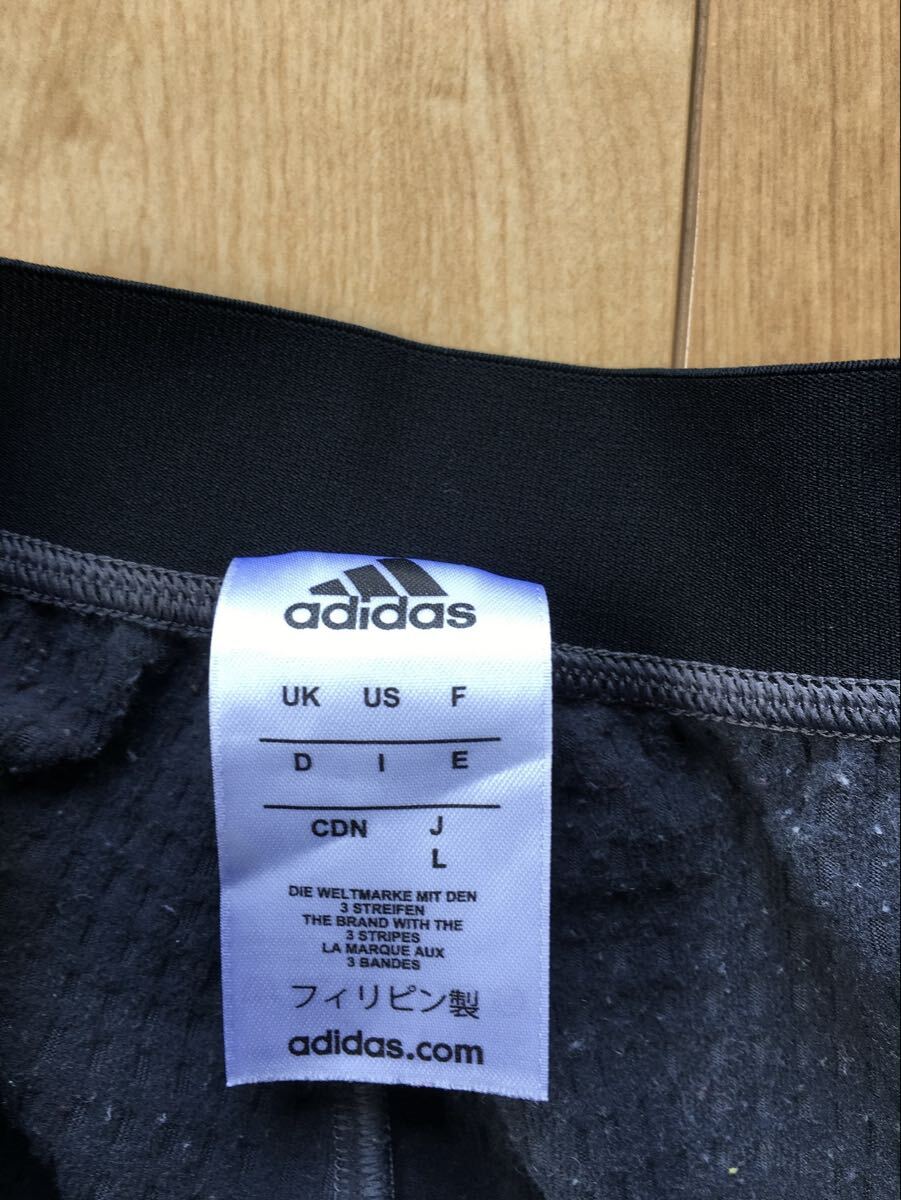 adidas
UK US F
D I E
CDN J
L
DIE WELTMARKE MIT DEN
3 STREIFEN
THE BRAND WITH THE
3 STRIPES
LA MARQUE AUX
3 BANDES
フィリピン製
adidas.com